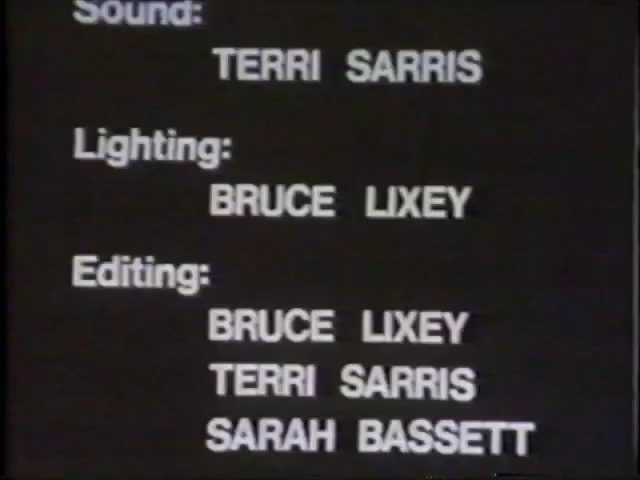 Sound:
TERRI SARRIS
Lighting:
BRUCE LIXEY
Editing:
BRUCE LIXEY
TERRI SARRIS
SARAH BASSETT